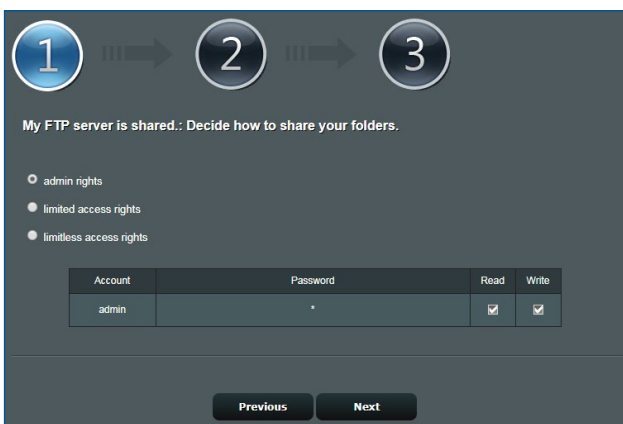 1 2 3
My FTP server is shared.: Decide how to share your folders.
admin rights
limited access rights
limitless access rights
Account Password Read Write
admin *
Previous Next